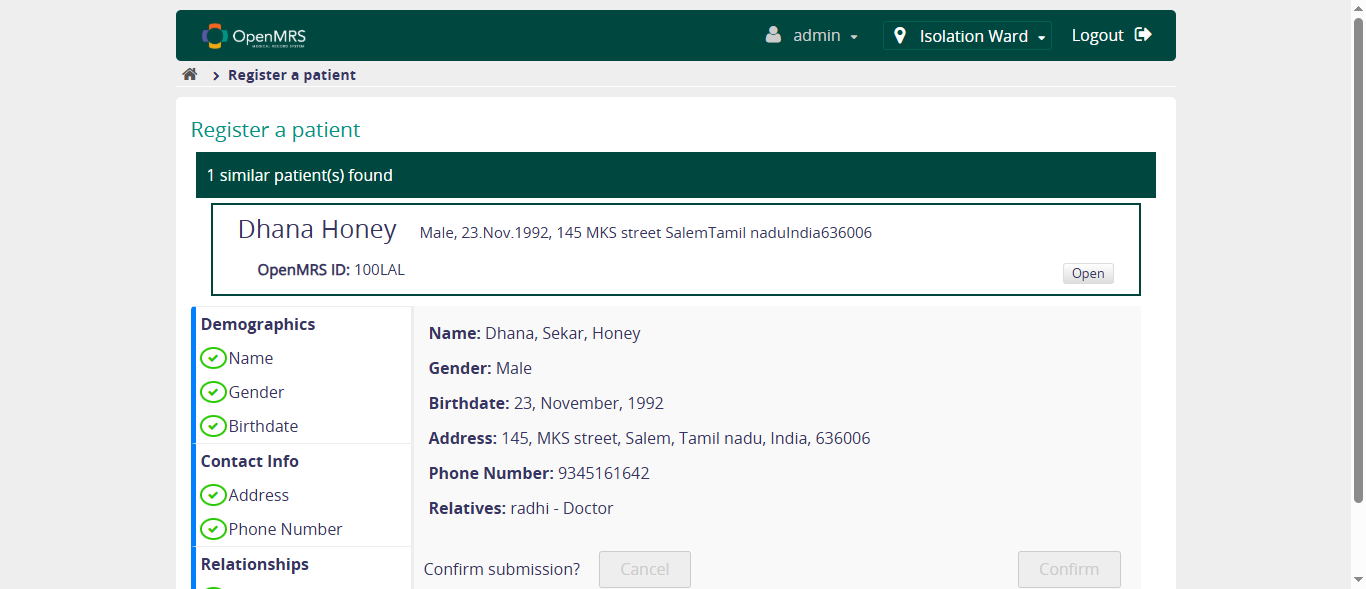 OpenMRS
MEDICAL RECORD SYSTEM
admin
Isolation Ward
Logout
Register a patient
Register a patient
1 similar patient(s) found
Dhana Honey Male, 23.Nov.1992, 145 MKS street SalemTamil naduIndia636006
OpenMRS ID: 100LAL
Open
Demographics
Name
Gender
Birthdate
Contact Info
Address
Phone Number
Relationships
Name: Dhana, Sekar, Honey
Gender: Male
Birthdate: 23, November, 1992
Address: 145, MKS street, Salem, Tamil nadu, India, 636006
Phone Number: 9345161642
Relatives: radhi - Doctor
Confirm submission? Cancel Confirm